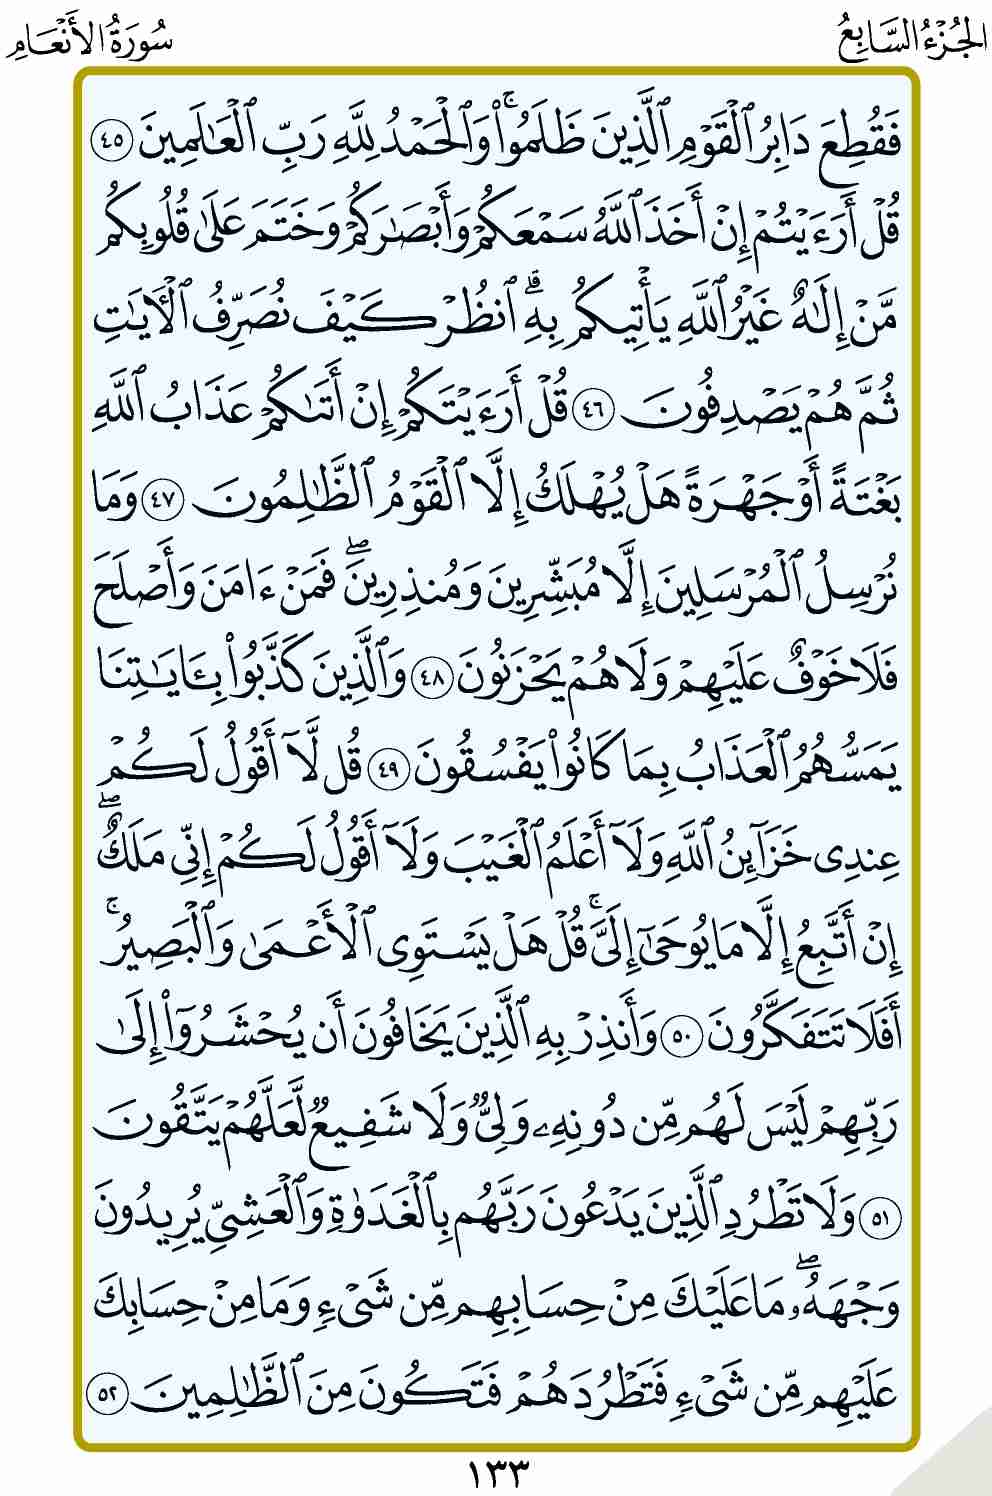 الجُزْءُ السَّابِعُ
سُورَةُ الأَنْعَامِ
فَقُطِعَ دَابِرُ ٱلْقَوْمِ ٱلَّذِينَ ظَلَمُوا۟ ۚ وَٱلْحَمْدُ لِلَّهِ رَبِّ ٱلْعَـٰلَمِينَ ٤٥
قُلْ أَرَءَيْتُمْ إِنْ أَخَذَ ٱللَّهُ سَمْعَكُمْ وَأَبْصَـٰرَكُمْ وَخَتَمَ عَلَىٰ قُلُوبِكُم
مَّنْ إِلَـٰهٌ غَيْرُ ٱللَّهِ يَأْتِيكُم بِهِ ۗ ٱنظُرْ كَيْفَ نُصَرِّفُ ٱلْـَٔايَـٰتِ
ثُمَّ هُمْ يَصْدِفُونَ ٤٦ قُلْ أَرَءَيْتَكُمْ إِنْ أَتَىٰكُمْ عَذَابُ ٱللَّهِ
بَغْتَةً أَوْ جَهْرَةً هَلْ يُهْلَكُ إِلَّا ٱلْقَوْمُ ٱلظَّـٰلِمُونَ ٤٧ وَمَا
نُرْسِلُ ٱلْمُرْسَلِينَ إِلَّا مُبَشِّرِينَ وَمُنذِرِينَ ۖ فَمَنْ ءَامَنَ وَأَصْلَحَ
فَلَا خَوْفٌ عَلَيْهِمْ وَلَا هُمْ يَحْزَنُونَ ٤٨ وَٱلَّذِينَ كَذَّبُوا۟ بِـَٔايَـٰتِنَا
يَمَسُّهُمُ ٱلْعَذَابُ بِمَا كَانُوا۟ يَفْسُقُونَ ٤٩ قُل لَّآ أَقُولُ لَكُمْ
عِندِى خَزَآئِنُ ٱللَّهِ وَلَآ أَعْلَمُ ٱلْغَيْبَ وَلَآ أَقُولُ لَكُمْ إِنِّى مَلَكٌ ۖ
إِنْ أَتَّبِعُ إِلَّا مَا يُوحَىٰٓ إِلَىَّ ۚ قُلْ هَلْ يَسْتَوِى ٱلْأَعْمَىٰ وَٱلْبَصِيرُ ۚ
أَفَلَا تَتَفَكَّرُونَ ٥٠ وَأَنذِرْ بِهِ ٱلَّذِينَ يَخَافُونَ أَن يُحْشَرُوٓا۟ إِلَىٰ
رَبِّهِمْ لَيْسَ لَهُم مِّن دُونِهِۦ وَلِىٌّ وَلَا شَفِيعٌ لَّعَلَّهُمْ يَتَّقُونَ
٥١ وَلَا تَطْرُدِ ٱلَّذِينَ يَدْعُونَ رَبَّهُم بِٱلْغَدَوٰةِ وَٱلْعَشِىِّ يُرِيدُونَ
وَجْهَهُۥ ۖ مَا عَلَيْكَ مِنْ حِسَابِهِم مِّن شَىْءٍ وَمَا مِنْ حِسَابِكَ
عَلَيْهِم مِّن شَىْءٍ فَتَطْرُدَهُمْ فَتَكُونَ مِنَ ٱلظَّـٰلِمِينَ ٥٢
١٣٣